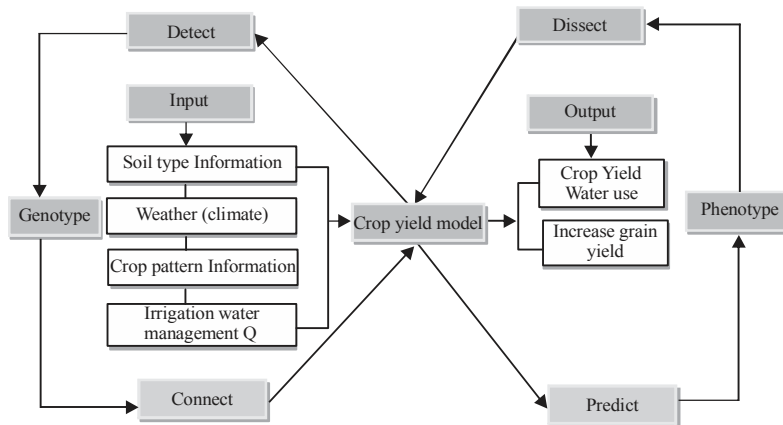 Detect
Dissect
Input
Output
Soil type Information
Crop Yield
Water use
Genotype
Weather (climate)
Crop yield model
Phenotype
Increase grain
yield
Crop pattern Information
Irrigation water
management Q
Connect
Predict